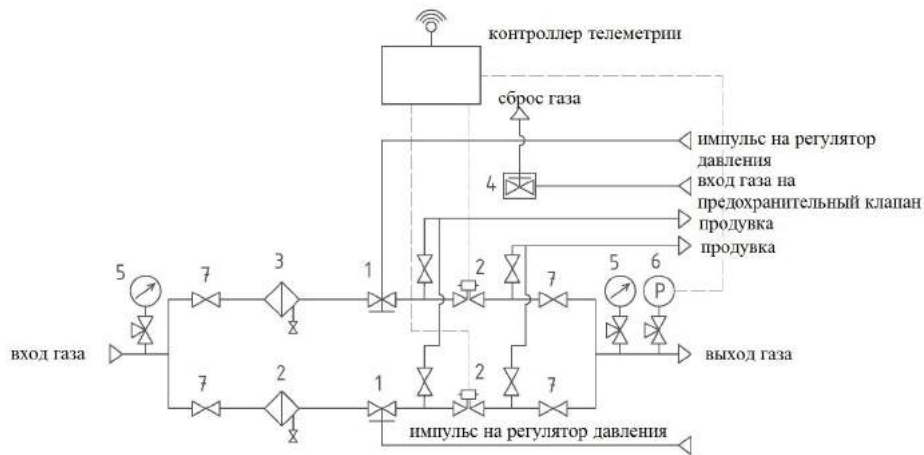 контроллер телеметрии
сброс газа
импульс на регулятор
давления
4
вход газа на
предохранительный клапан
продувка
продувка
5
7
3
1
2
7
5
6
P
вход газа
выход газа
7
2
1
2
7
импульс на регулятор давления